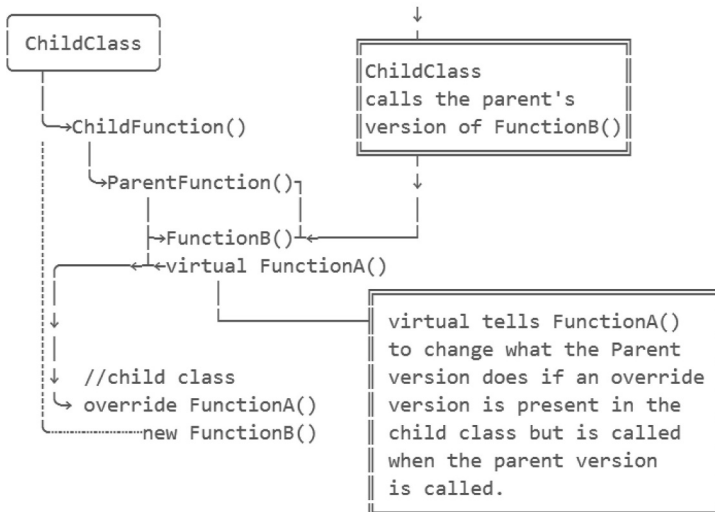 ChildClass
ChildClass
calls the parent's
version of FunctionB()
ChildFunction()
ParentFunction()
FunctionB()
virtual FunctionA()
virtual tells FunctionA()
to change what the Parent
version does if an override
version is present in the
child class but is called
when the parent version
is called.
//child class
override FunctionA()
new FunctionB()